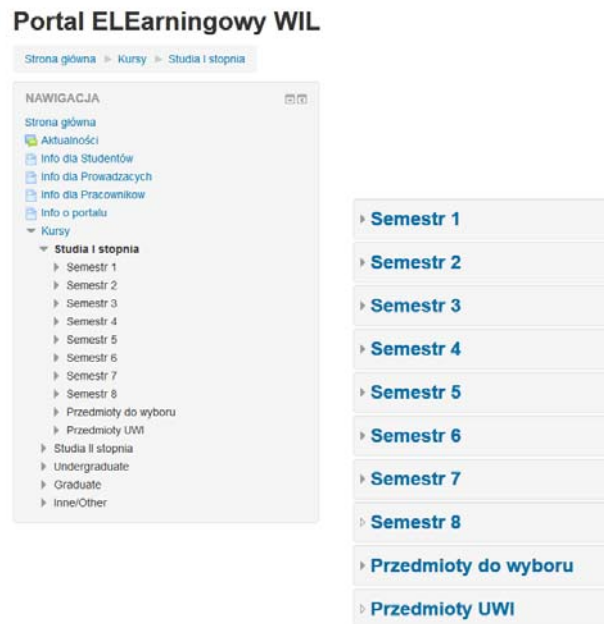 Portal ELEarningowy WIL
Strona główna Kursy Studia I stopnia
NAWIGACJA
Strona główna
Aktualności
Info dla Studentów
Info dla Prowadzacych
Info dla Pracownikow
Info o portalu
Kursy
Studia I stopnia
Semestr 1
Semestr 2
Semestr 3
Semestr 4
Semestr 5
Semestr 6
Semestr 7
Semestr 8
Przedmioty do wyboru
Przedmioty UWI
Studia II stopnia
Undergraduate
Graduate
Inne/Other
Semestr 1
Semestr 2
Semestr 3
Semestr 4
Semestr 5
Semestr 6
Semestr 7
Semestr 8
Przedmioty do wyboru
Przedmioty UWI